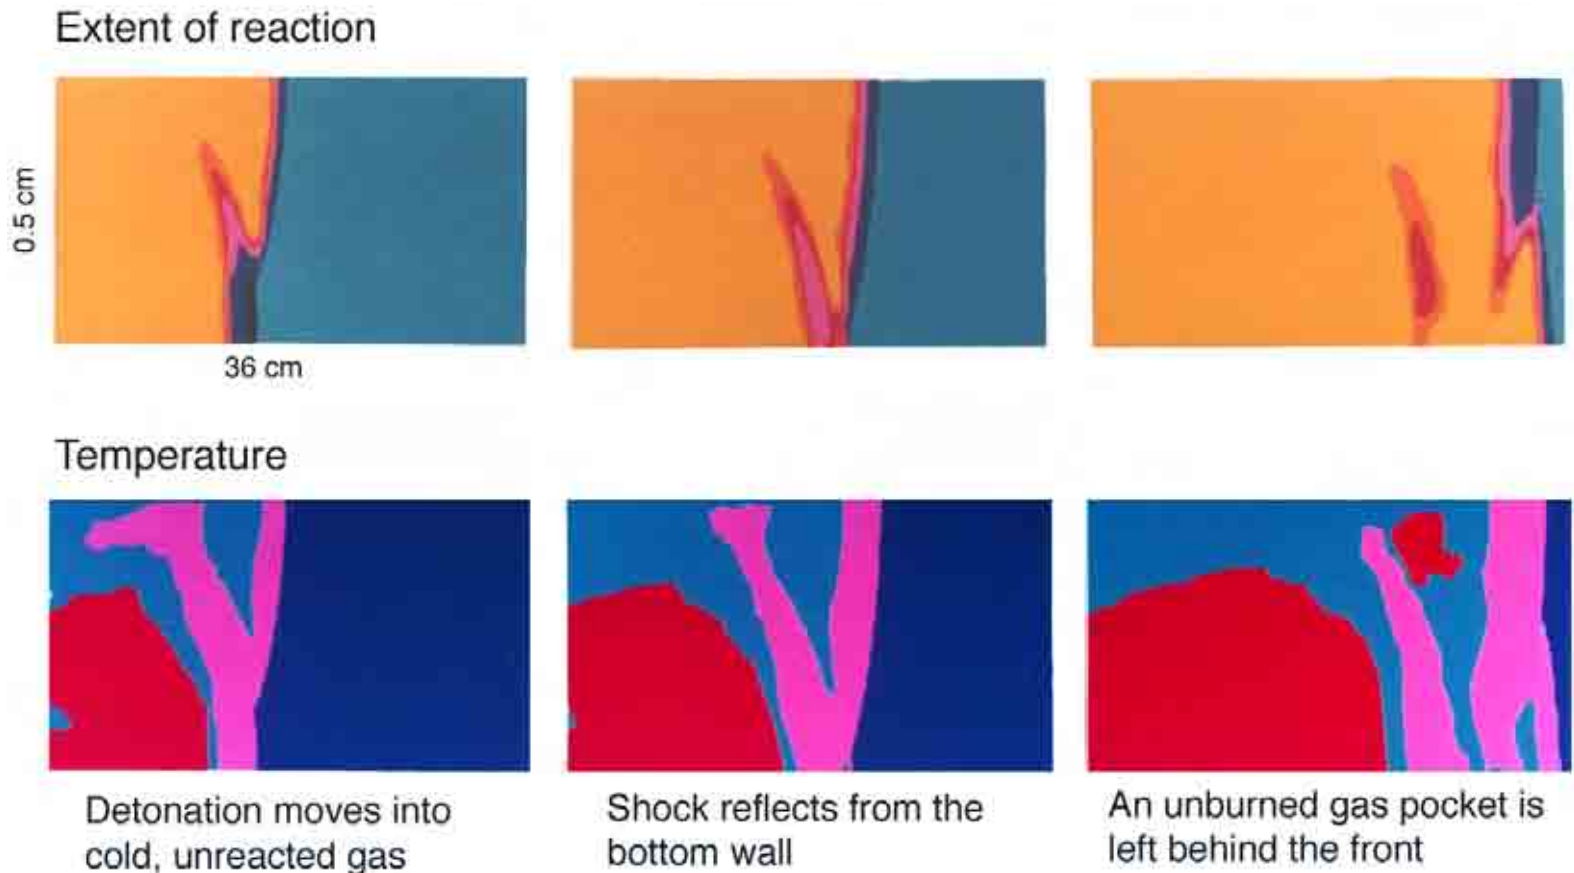 Extent of reaction
0.5 cm
36 cm
Temperature
Detonation moves into
cold, unreacted gas
Shock reflects from the
bottom wall
An unburned gas pocket is
left behind the front